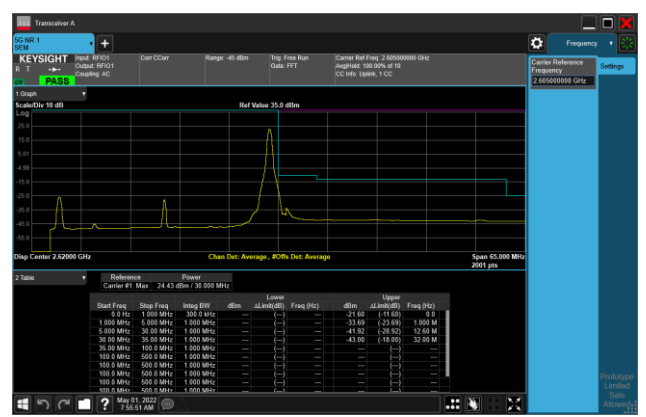 Transceiver A
5G NR 1
SEM
Frequency
KEYSIGHT
R T
PASS
Input: RFIO1
Output: RFIO1
Coupling: AC
Corr CCorr
Range: -45 dBm
Trig: Free Run
Gate: FFT
Carrier Ref Freq: 2.605000000 GHz
AvgHold: 100.00% of 10
CC Info: Uplink, 1 CC
Carrier Reference
Frequency
2.605000000 GHz
Settings
1 Graph
Scale/Div 10 dB
Ref Value 35.0 dBm
Log
25.0
15.0
5.01
-4.99
-15.0
-25.0
-35.0
-45.0
-55.0
Disp Center 2.62000 GHz
Chan Det: Average , #Offs Det: Average
Span 65.000 MHz
2001 pts
2 Table
Reference Power
Carrier #1 Max 24.43 dBm / 30.000 MHz
Lower Upper
Start Freq Stop Freq Integ BW dBm ΔLimit(dB) Freq (Hz) dBm ΔLimit(dB) Freq (Hz)
0.0 Hz 1.000 MHz 300.0 kHz --- (---) --- -21.60 (-11.60) 0.0
1.000 MHz 5.000 MHz 1.000 MHz --- (---) --- -33.69 (-23.69) 1.000 M
5.000 MHz 30.00 MHz 1.000 MHz --- (---) --- -41.92 (-28.92) 12.60 M
30.00 MHz 35.00 MHz 1.000 MHz --- (---) --- -43.00 (-18.00) 32.00 M
35.00 MHz 100.0 MHz 1.000 MHz --- (---) --- --- (---) ---
100.0 MHz 500.0 MHz 1.000 MHz --- (---) --- --- (---) ---
100.0 MHz 500.0 MHz 1.000 MHz --- (---) --- --- (---) ---
100.0 MHz 500.0 MHz 1.000 MHz --- (---) --- --- (---) ---
100.0 MHz 500.0 MHz 1.000 MHz --- (---) --- --- (---) ---
100.0 MHz 500.0 MHz 1.000 MHz --- (---) --- --- (---) ---
May 01, 2022
7:55:51 AM
Prototype
Limited
Sale
Allowed